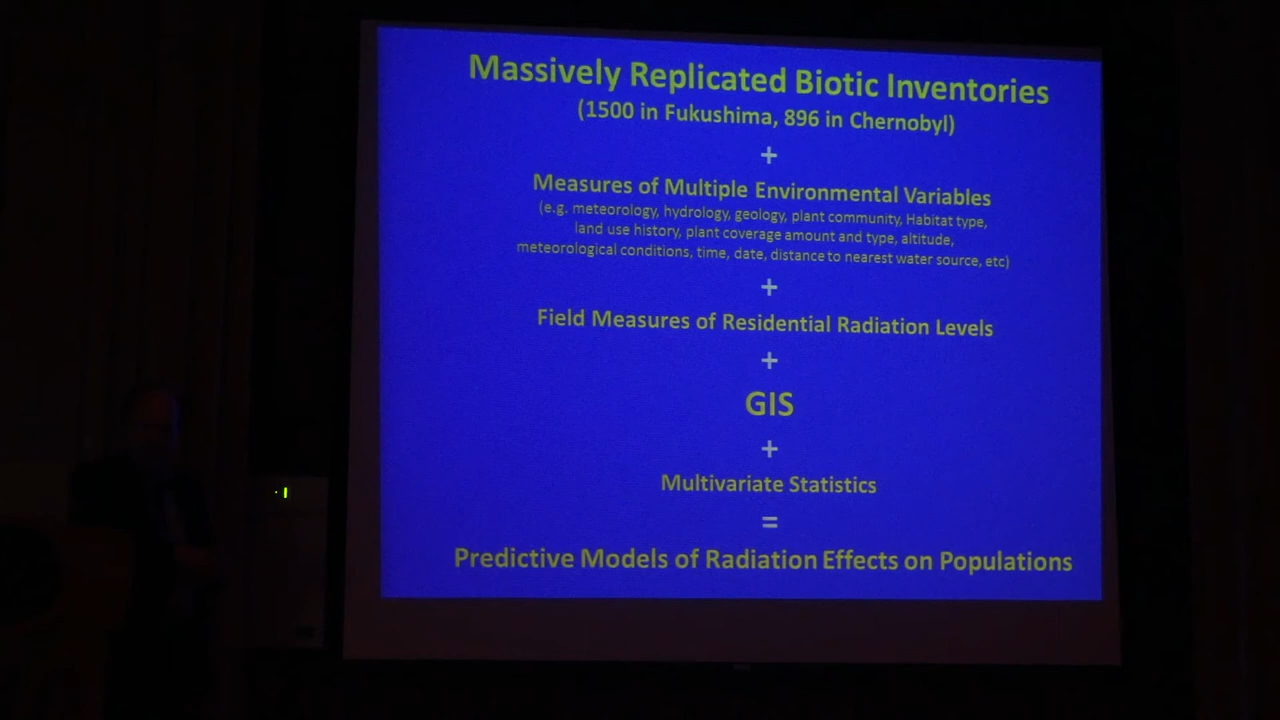 Massively Replicated Biotic Inventories
(1500 in Fukushima, 896 in Chernobyl)
+
Measures of Multiple Environmental Variables
(e.g. meteorology, hydrology, geology, plant community, Habitat type,
land use history, plant coverage amount and type, altitude,
meteorological conditions, time, date, distance to nearest water source, etc)
+
Field Measures of Residential Radiation Levels
+
GIS
+
Multivariate Statistics
=
Predictive Models of Radiation Effects on Populations